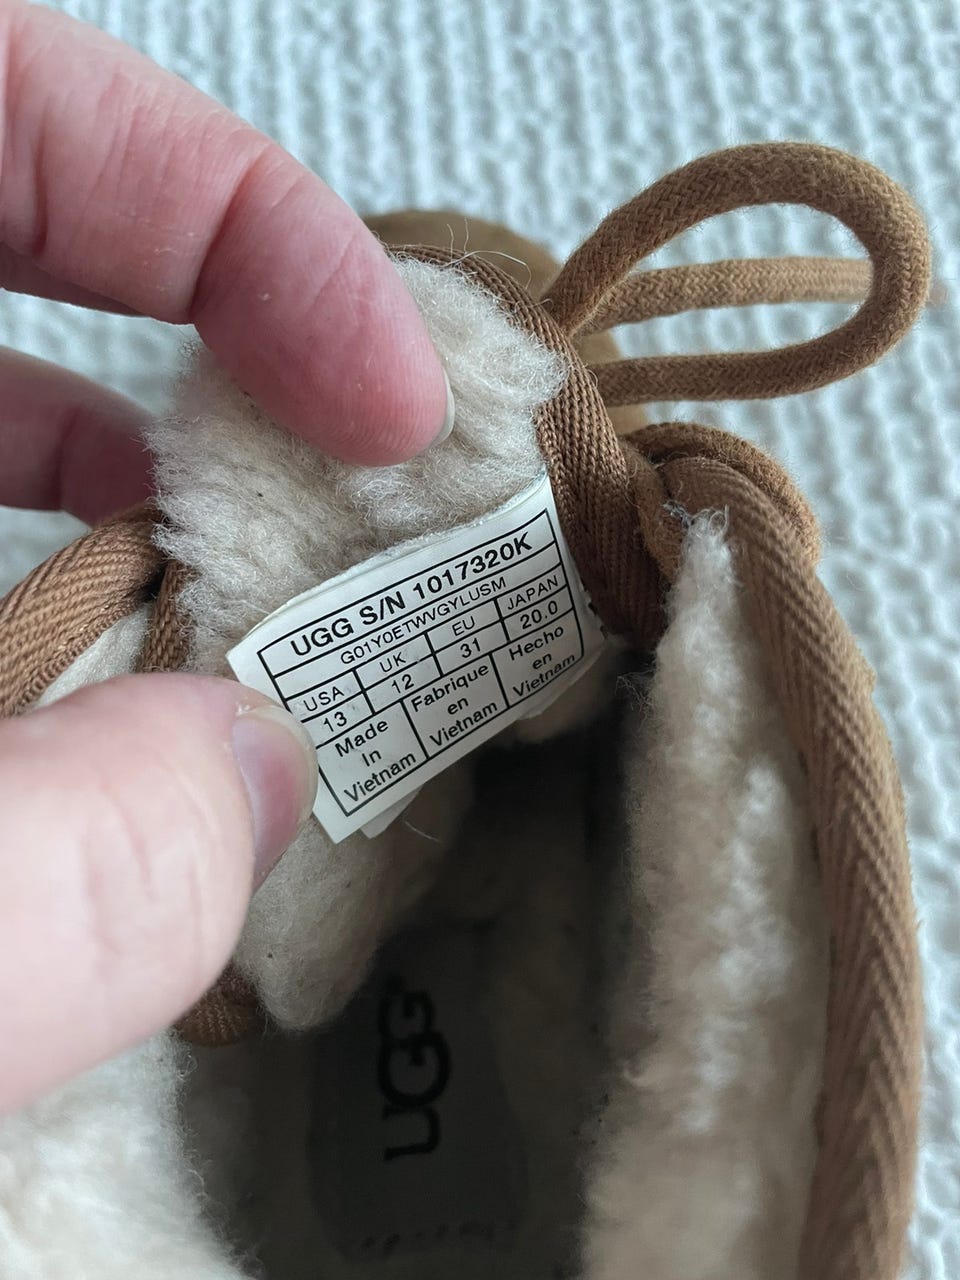 UGG S/N 1017320K
G01Y0ETWVGYLUSM
USA UK EU JAPAN
13 12 31 20.0
Made In Vietnam
Fabrique en Vietnam
Hecho en Vietnam
UGG